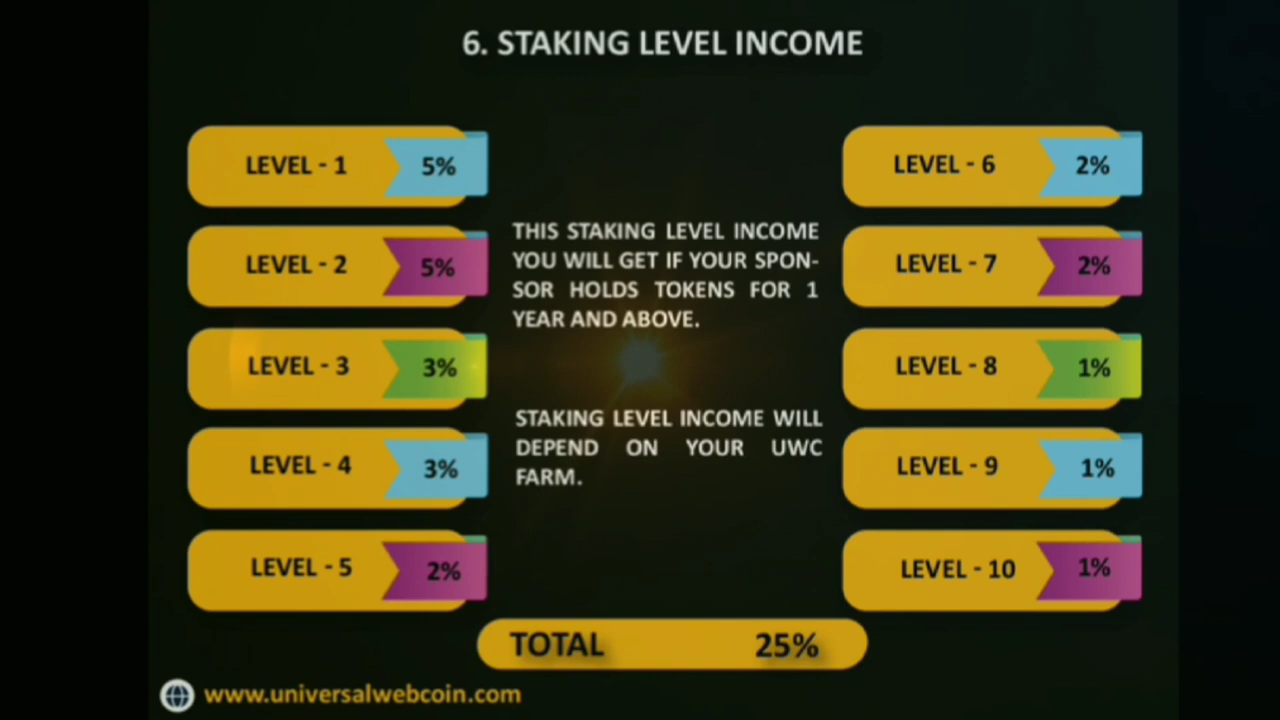 6. STAKING LEVEL INCOME
LEVEL - 1 5%
LEVEL - 2 5%
LEVEL - 3 3%
LEVEL - 4 3%
LEVEL - 5 2%
THIS STAKING LEVEL INCOME
YOU WILL GET IF YOUR SPON-
SOR HOLDS TOKENS FOR 1
YEAR AND ABOVE.
STAKING LEVEL INCOME WILL
DEPEND ON YOUR UWC
FARM.
LEVEL - 6 2%
LEVEL - 7 2%
LEVEL - 8 1%
LEVEL - 9 1%
LEVEL - 10 1%
TOTAL 25%
www.universalwebcoin.com